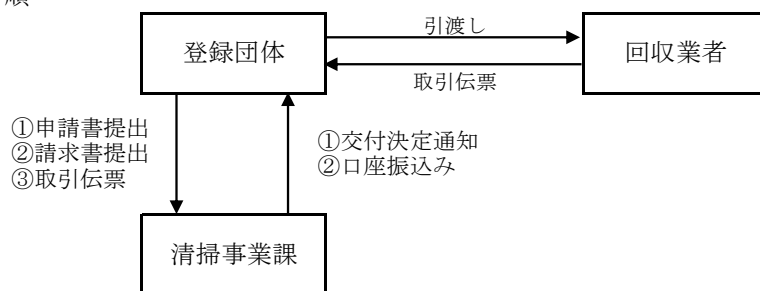 順
引渡し
登録団体
回収業者
取引伝票
①申請書提出
②請求書提出
③取引伝票
①交付決定通知
②口座振込み
清掃事業課